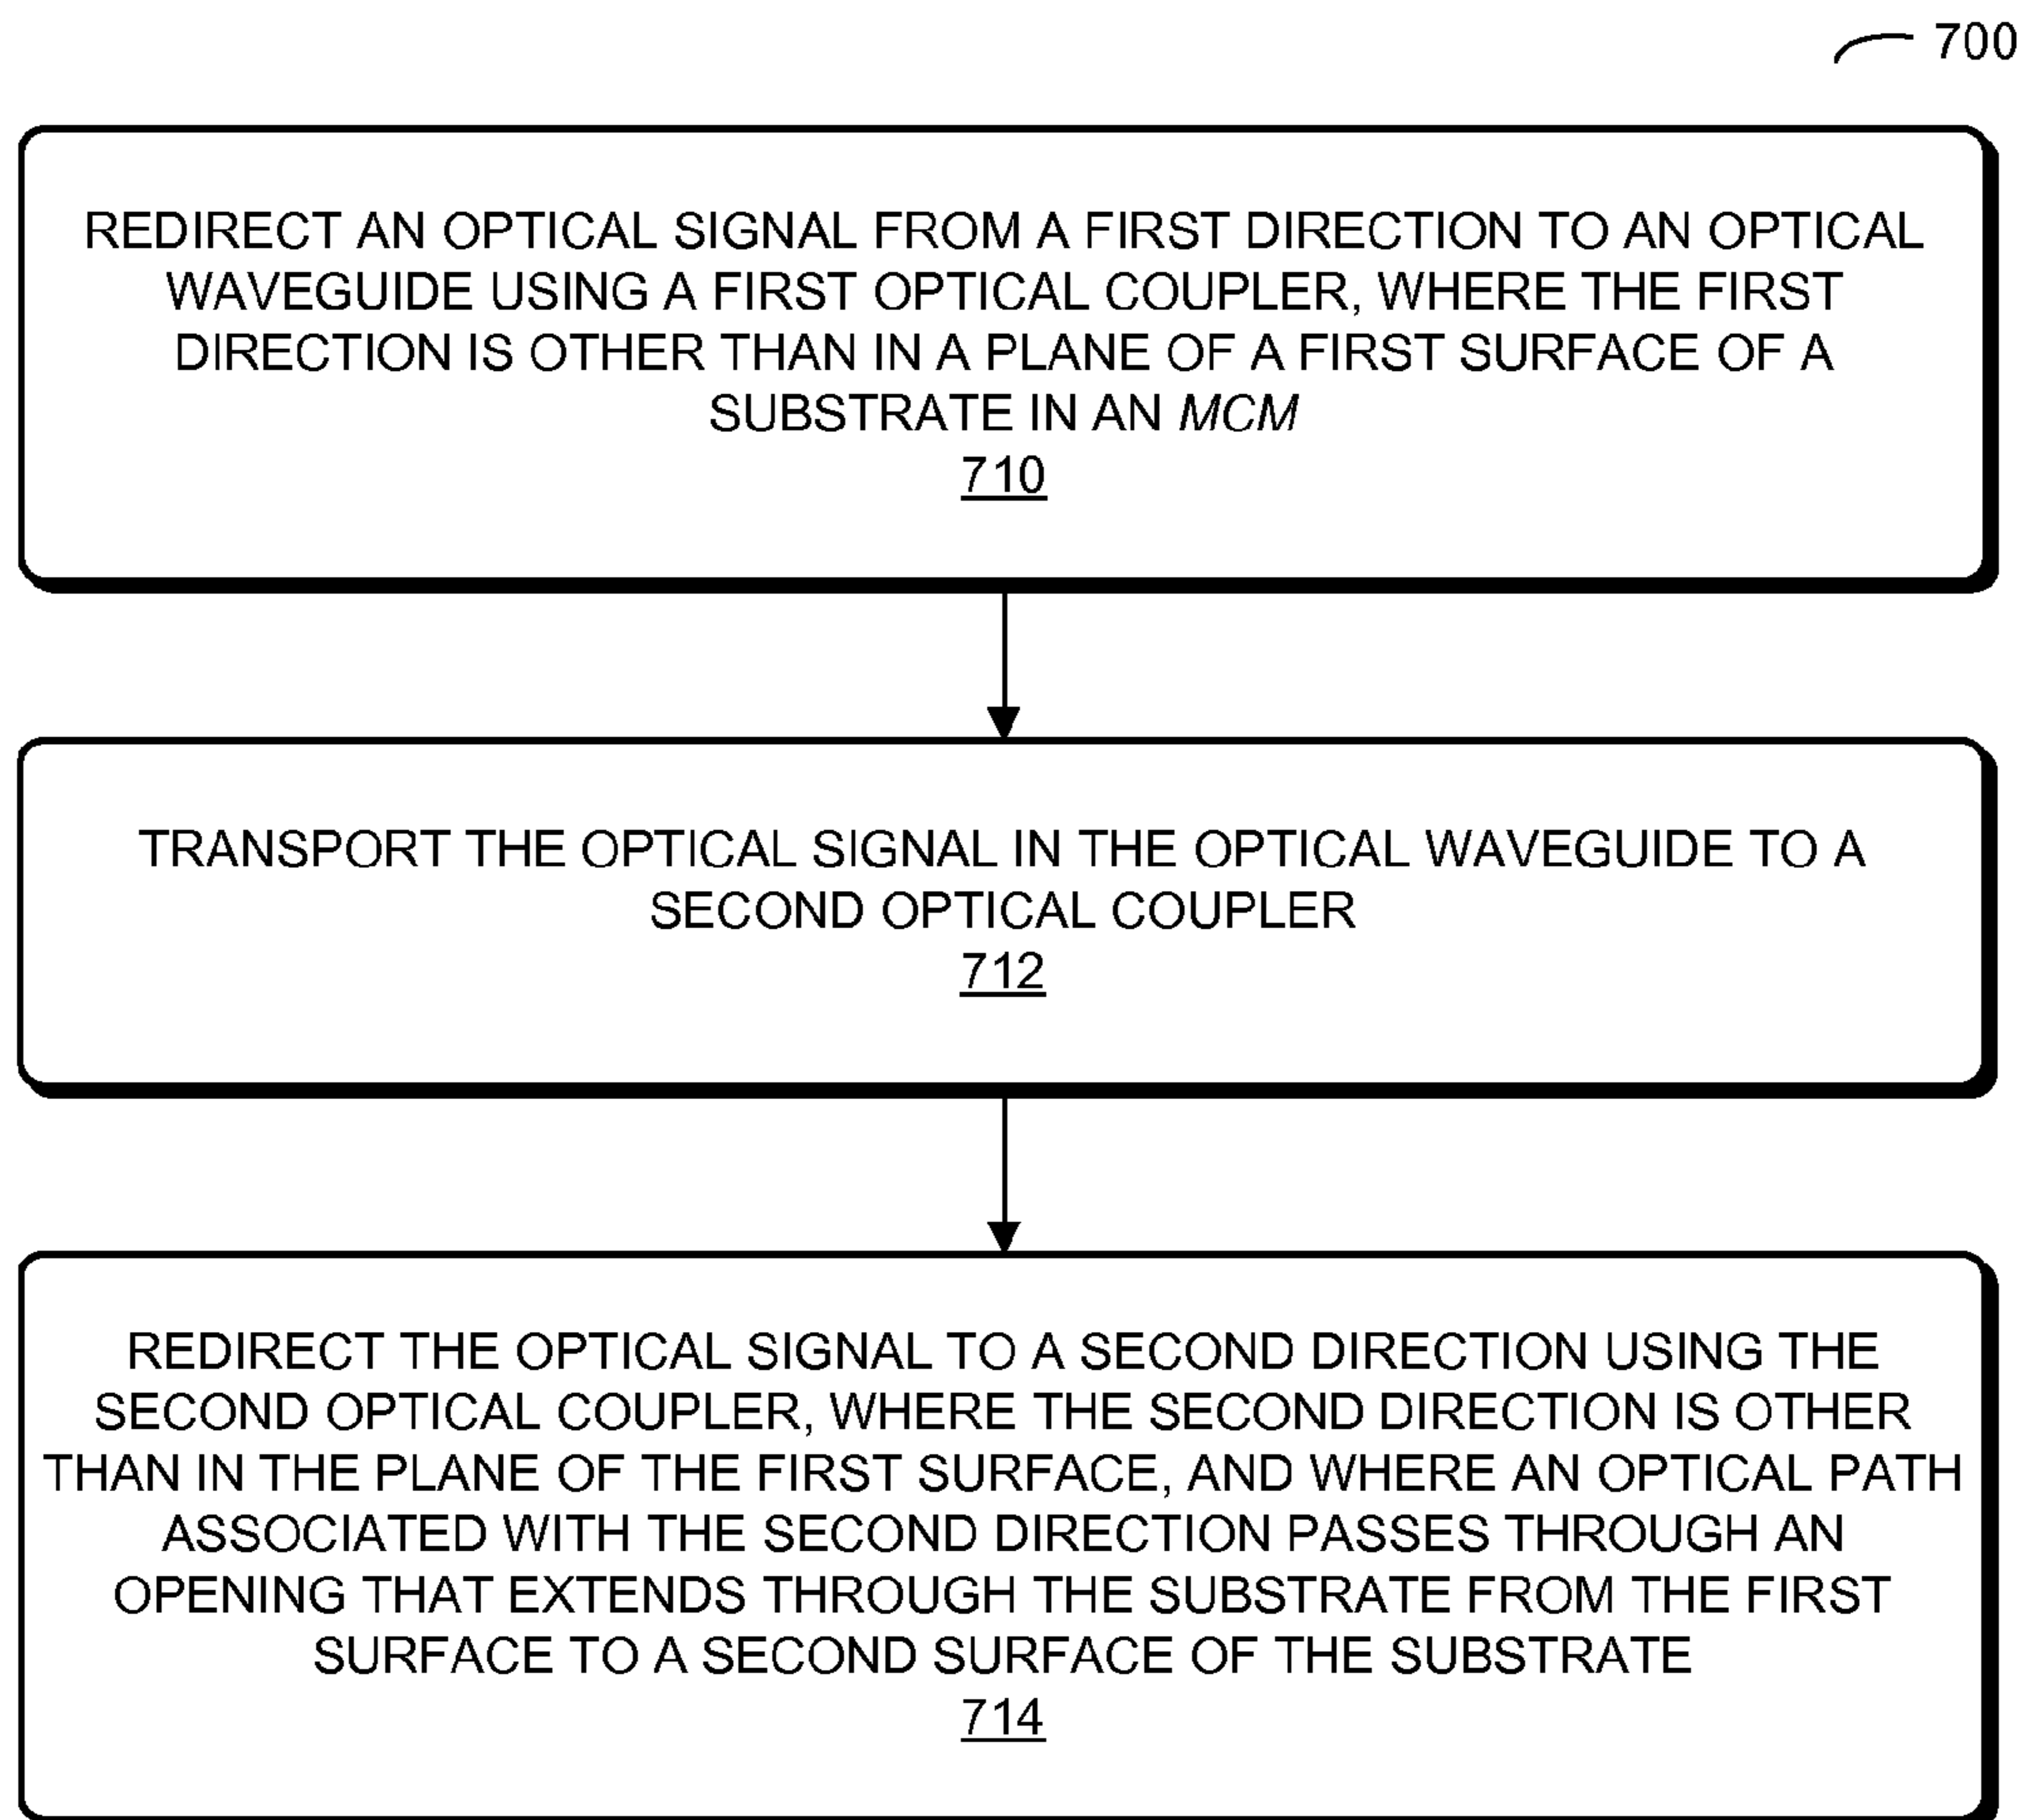 700
REDIRECT AN OPTICAL SIGNAL FROM A FIRST DIRECTION TO AN OPTICAL
WAVEGUIDE USING A FIRST OPTICAL COUPLER, WHERE THE FIRST
DIRECTION IS OTHER THAN IN A PLANE OF A FIRST SURFACE OF A
SUBSTRATE IN AN MCM
710
TRANSPORT THE OPTICAL SIGNAL IN THE OPTICAL WAVEGUIDE TO A
SECOND OPTICAL COUPLER
712
REDIRECT THE OPTICAL SIGNAL TO A SECOND DIRECTION USING THE
SECOND OPTICAL COUPLER, WHERE THE SECOND DIRECTION IS OTHER
THAN IN THE PLANE OF THE FIRST SURFACE, AND WHERE AN OPTICAL PATH
ASSOCIATED WITH THE SECOND DIRECTION PASSES THROUGH AN
OPENING THAT EXTENDS THROUGH THE SUBSTRATE FROM THE FIRST
SURFACE TO A SECOND SURFACE OF THE SUBSTRATE
714